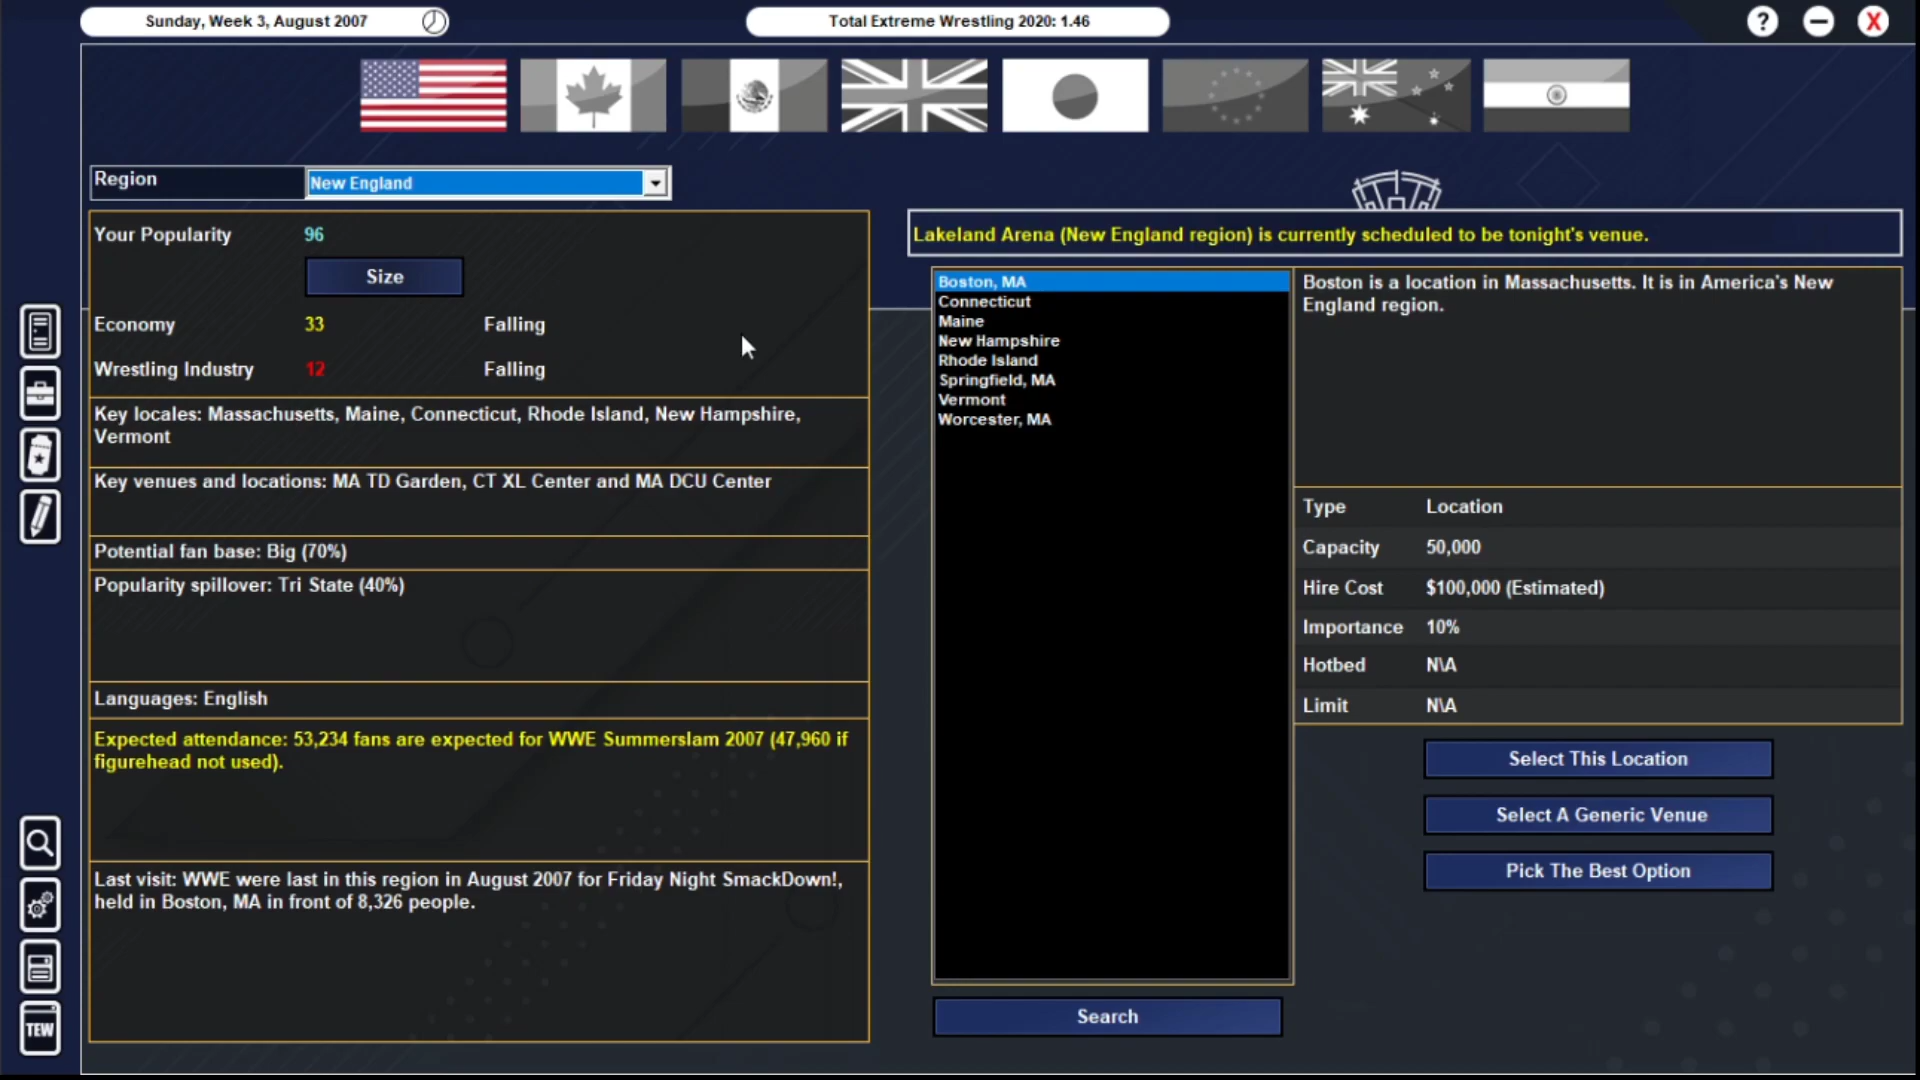 Sunday, Week 3, August 2007
Total Extreme Wrestling 2020: 1.46
?
X
Region
New England
Your Popularity 96
Size
Economy 33 Falling
Wrestling Industry 12 Falling
Key locales: Massachusetts, Maine, Connecticut, Rhode Island, New Hampshire,
Vermont
Key venues and locations: MA TD Garden, CT XL Center and MA DCU Center
Potential fan base: Big (70%)
Popularity spillover: Tri State (40%)
Languages: English
Expected attendance: 53,234 fans are expected for WWE Summerslam 2007 (47,960 if
figurehead not used).
Last visit: WWE were last in this region in August 2007 for Friday Night SmackDown!,
held in Boston, MA in front of 8,326 people.
Lakeland Arena (New England region) is currently scheduled to be tonight's venue.
Boston, MA
Connecticut
Maine
New Hampshire
Rhode Island
Springfield, MA
Vermont
Worcester, MA
Search
Boston is a location in Massachusetts. It is in America's New
England region.
Type Location
Capacity 50,000
Hire Cost $100,000 (Estimated)
Importance 10%
Hotbed N\A
Limit N\A
Select This Location
Select A Generic Venue
Pick The Best Option
TEW